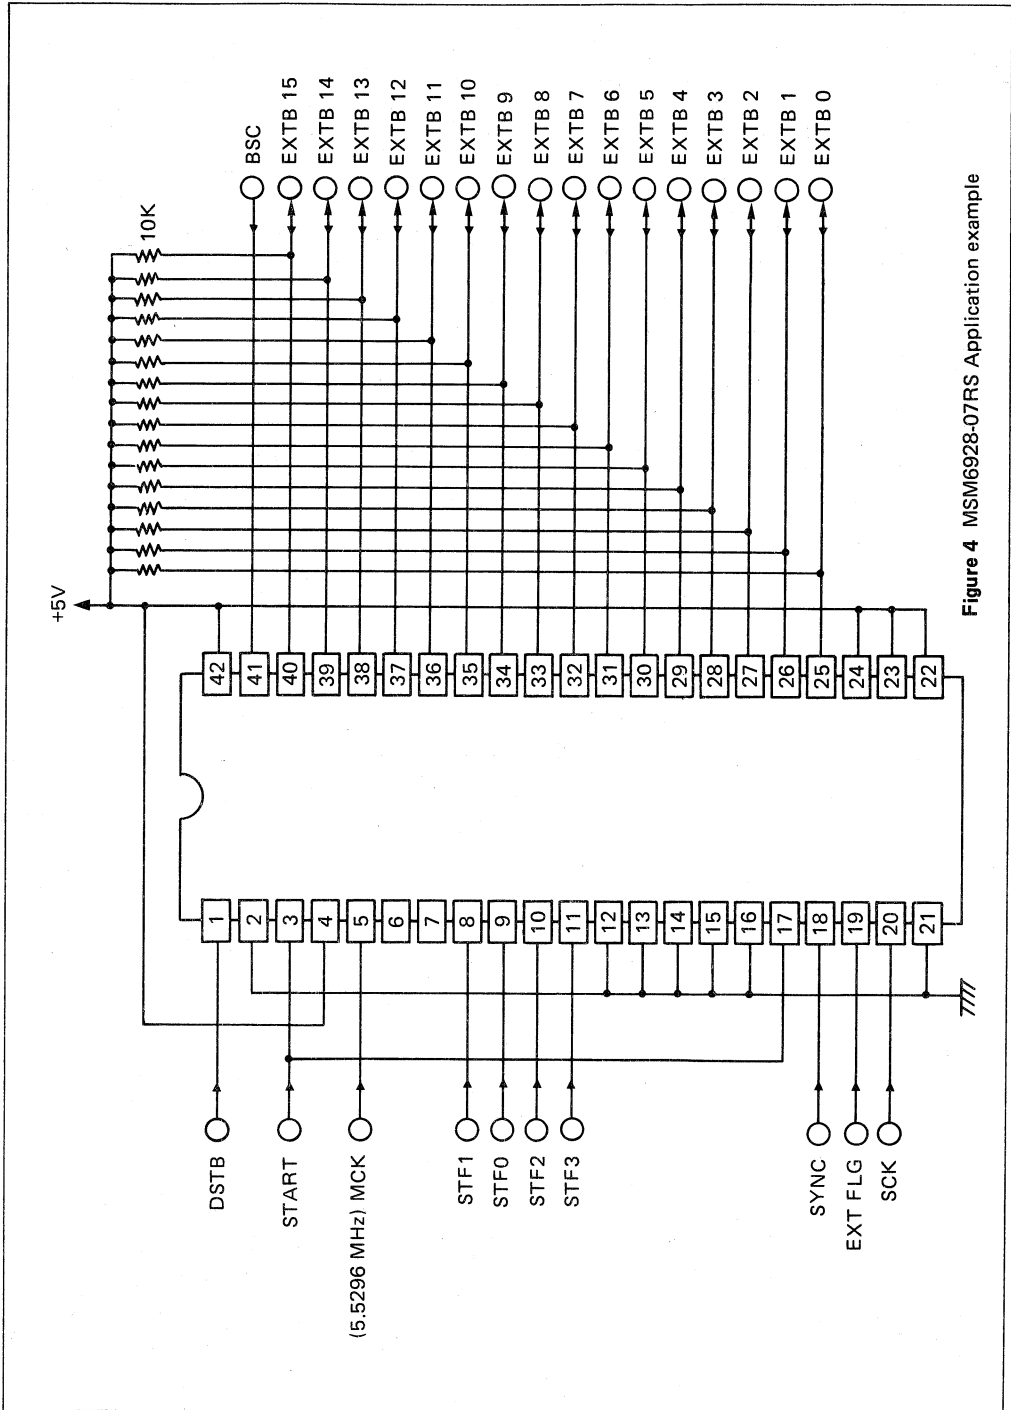 +5V
10K
BSC
EXTB 15
EXTB 14
EXTB 13
EXTB 12
EXTB 11
EXTB 10
EXTB 9
EXTB 8
EXTB 7
EXTB 6
EXTB 5
EXTB 4
EXTB 3
EXTB 2
EXTB 1
EXTB 0
42
41
40
39
38
37
36
35
34
33
32
31
30
29
28
27
26
25
24
23
22
1
2
3
4
5
6
7
8
9
10
11
12
13
14
15
16
17
18
19
20
21
DSTB
START
(5.5296 MHz) MCK
STF1
STF0
STF2
STF3
SYNC
EXT FLG
SCK
Figure 4 MSM6928-07RS Application example